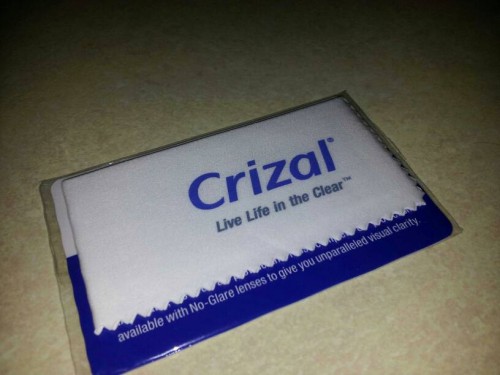 Crizal®
Live Life in the Clear™
available with No-Glare lenses to give you unparalleled visual clarity.